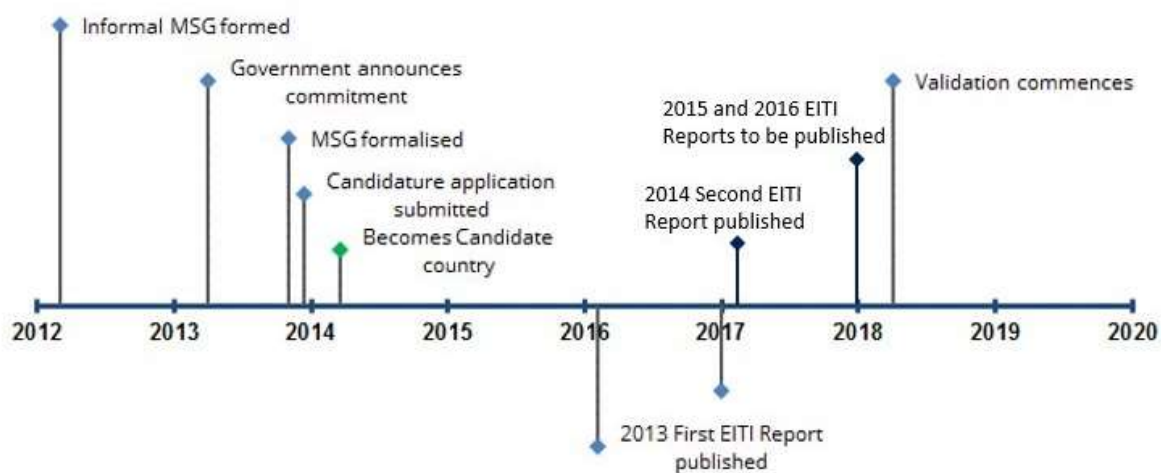 Informal MSG formed
Government announces
commitment
MSG formalised
Candidature application
submitted
Becomes Candidate
country
2015 and 2016 EITI
Reports to be published
2014 Second EITI
Report published
Validation commences
2012 2013 2014 2015 2016 2017 2018 2019 2020
2013 First EITI Report
published